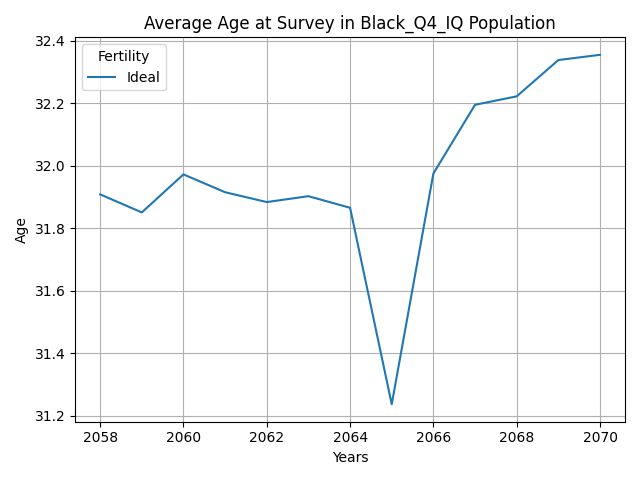 Average Age at Survey in Black_Q4_IQ Population
Fertility
Ideal
32.4
32.2
32.0
31.8
31.6
31.4
31.2
Age
2058
2060
2062
2064
2066
2068
2070
Years